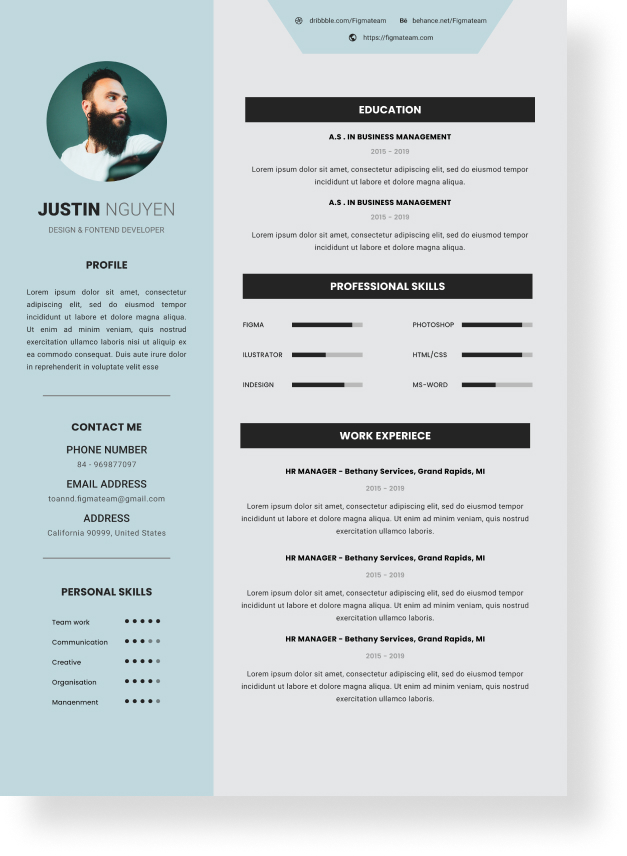 dribbble.com/Figmateam
Bē behance.net/Figmateam
https://figmateam.com
JUSTIN NGUYEN
DESIGN & FONTEND DEVELOPER
PROFILE
Lorem ipsum dolor sit amet, consectetur
adipiscing elit, sed do eiusmod tempor
incididunt ut labore et dolore magna aliqua.
Ut enim ad minim veniam, quis nostrud
exercitation ullamco laboris nisi ut aliquip ex
ea commodo consequat. Duis aute irure dolor
in reprehenderit in voluptate velit esse
CONTACT ME
PHONE NUMBER
84 - 969877097
EMAIL ADDRESS
toannd.figmateam@gmail.com
ADDRESS
California 90999, United States
PERSONAL SKILLS
Team work
Communication
Creative
Organisation
Manaenment
EDUCATION
A.S . IN BUSINESS MANAGEMENT
2015 - 2019
Lorem ipsum dolor sit amet, consectetur adipiscing elit, sed do eiusmod tempor
incididunt ut labore et dolore magna aliqua.
A.S . IN BUSINESS MANAGEMENT
2015 - 2019
Lorem ipsum dolor sit amet, consectetur adipiscing elit, sed do eiusmod tempor
incididunt ut labore et dolore magna aliqua.
PROFESSIONAL SKILLS
FIGMA
PHOTOSHOP
ILUSTRATOR
HTML/CSS
INDESIGN
MS-WORD
WORK EXPERIECE
HR MANAGER - Bethany Services, Grand Rapids, MI
2015 - 2019
Lorem ipsum dolor sit amet, consectetur adipiscing elit, sed do eiusmod tempor
incididunt ut labore et dolore magna aliqua. Ut enim ad minim veniam, quis nostrud
exercitation ullamco laboris.
HR MANAGER - Bethany Services, Grand Rapids, MI
2015 - 2019
Lorem ipsum dolor sit amet, consectetur adipiscing elit, sed do eiusmod tempor
incididunt ut labore et dolore magna aliqua. Ut enim ad minim veniam, quis nostrud
exercitation ullamco laboris.
HR MANAGER - Bethany Services, Grand Rapids, MI
2015 - 2019
Lorem ipsum dolor sit amet, consectetur adipiscing elit, sed do eiusmod tempor
incididunt ut labore et dolore magna aliqua. Ut enim ad minim veniam, quis nostrud
exercitation ullamco laboris.